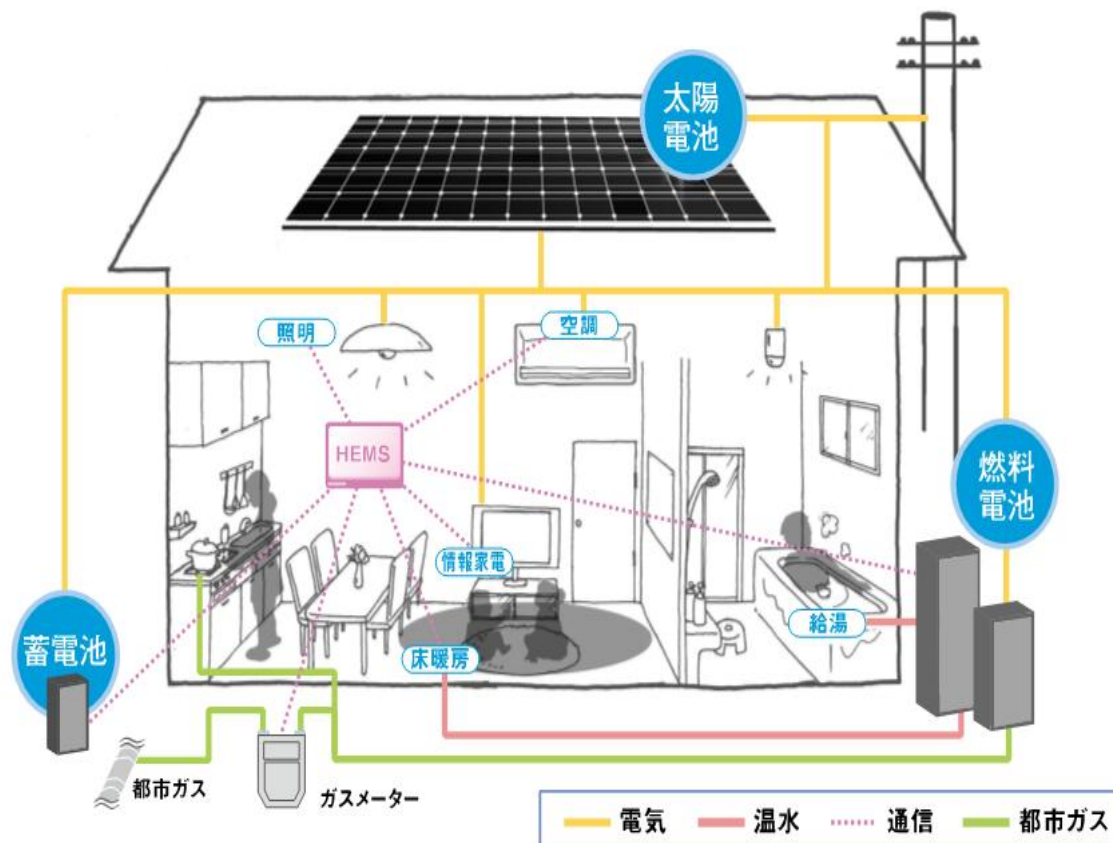 太陽
電池
照明
空調
HEMS
燃料
電池
情報家電
給湯
蓄電池
床暖房
都市ガス
ガスメーター
電気 温水 通信 都市ガス